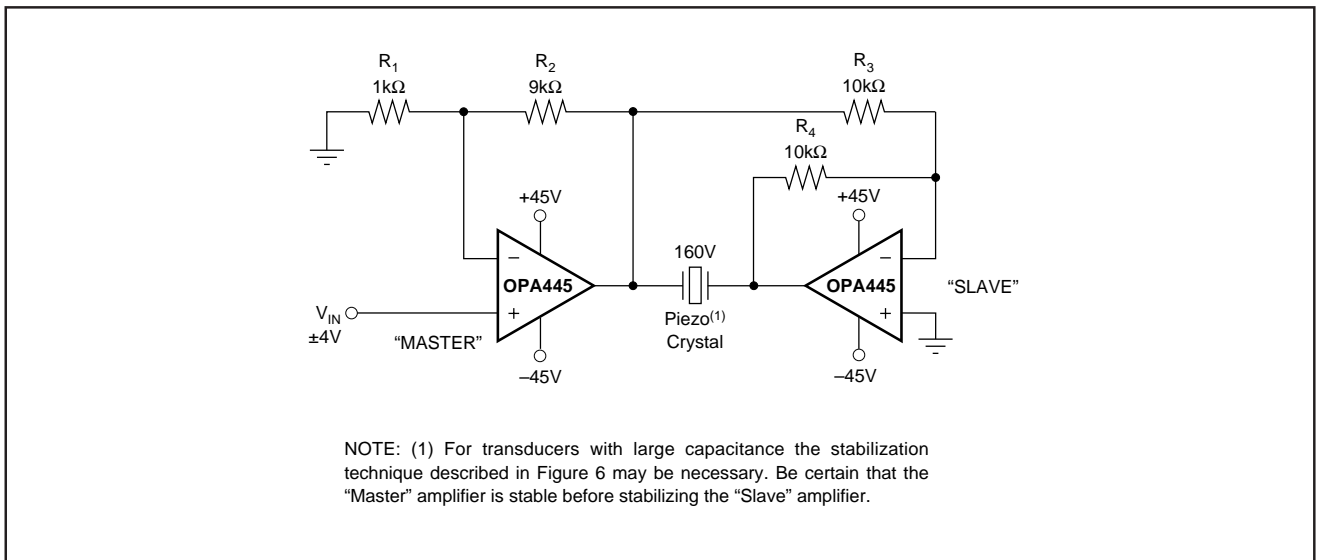 R1
1kΩ
R2
9kΩ
R3
10kΩ
R4
10kΩ
+45V
+45V
160V
–
OPA445
+
–
OPA445
+
“SLAVE”
VIN
±4V
“MASTER”
Piezo(1)
Crystal
–45V
–45V
NOTE: (1) For transducers with large capacitance the stabilization
technique described in Figure 6 may be necessary. Be certain that the
“Master” amplifier is stable before stabilizing the “Slave” amplifier.